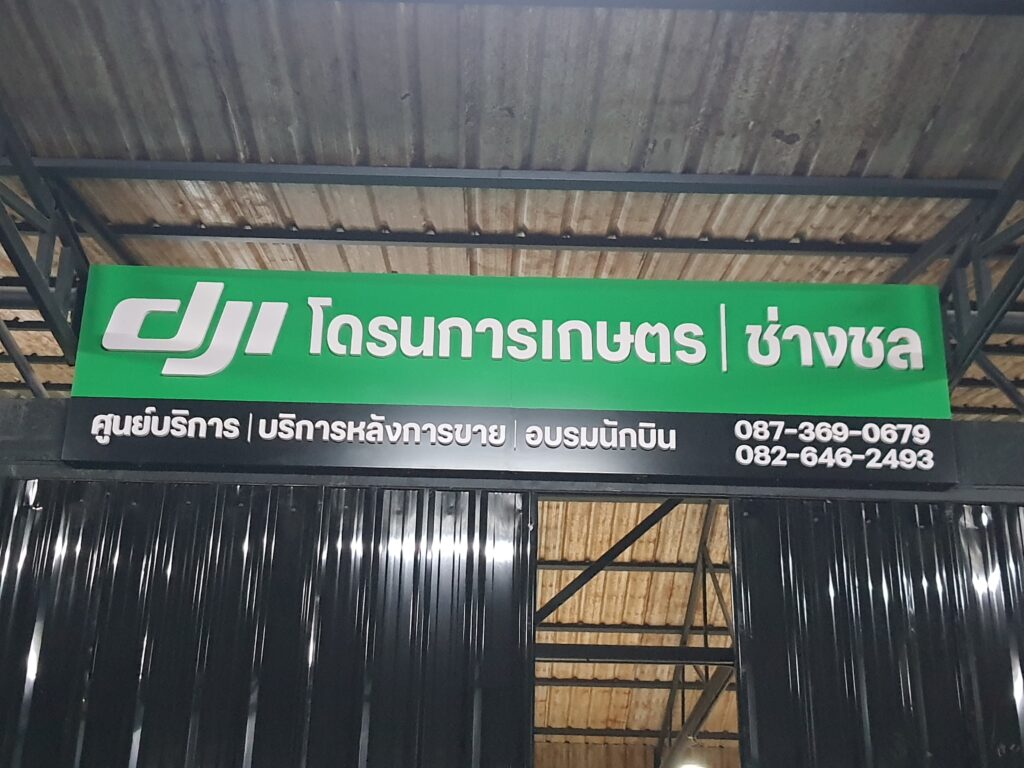 dji โดรนการเกษตร | ช่างชล
ศูนย์บริการ | บริการหลังการขาย | อบรมนักบิน
087-369-0679
082-646-2493